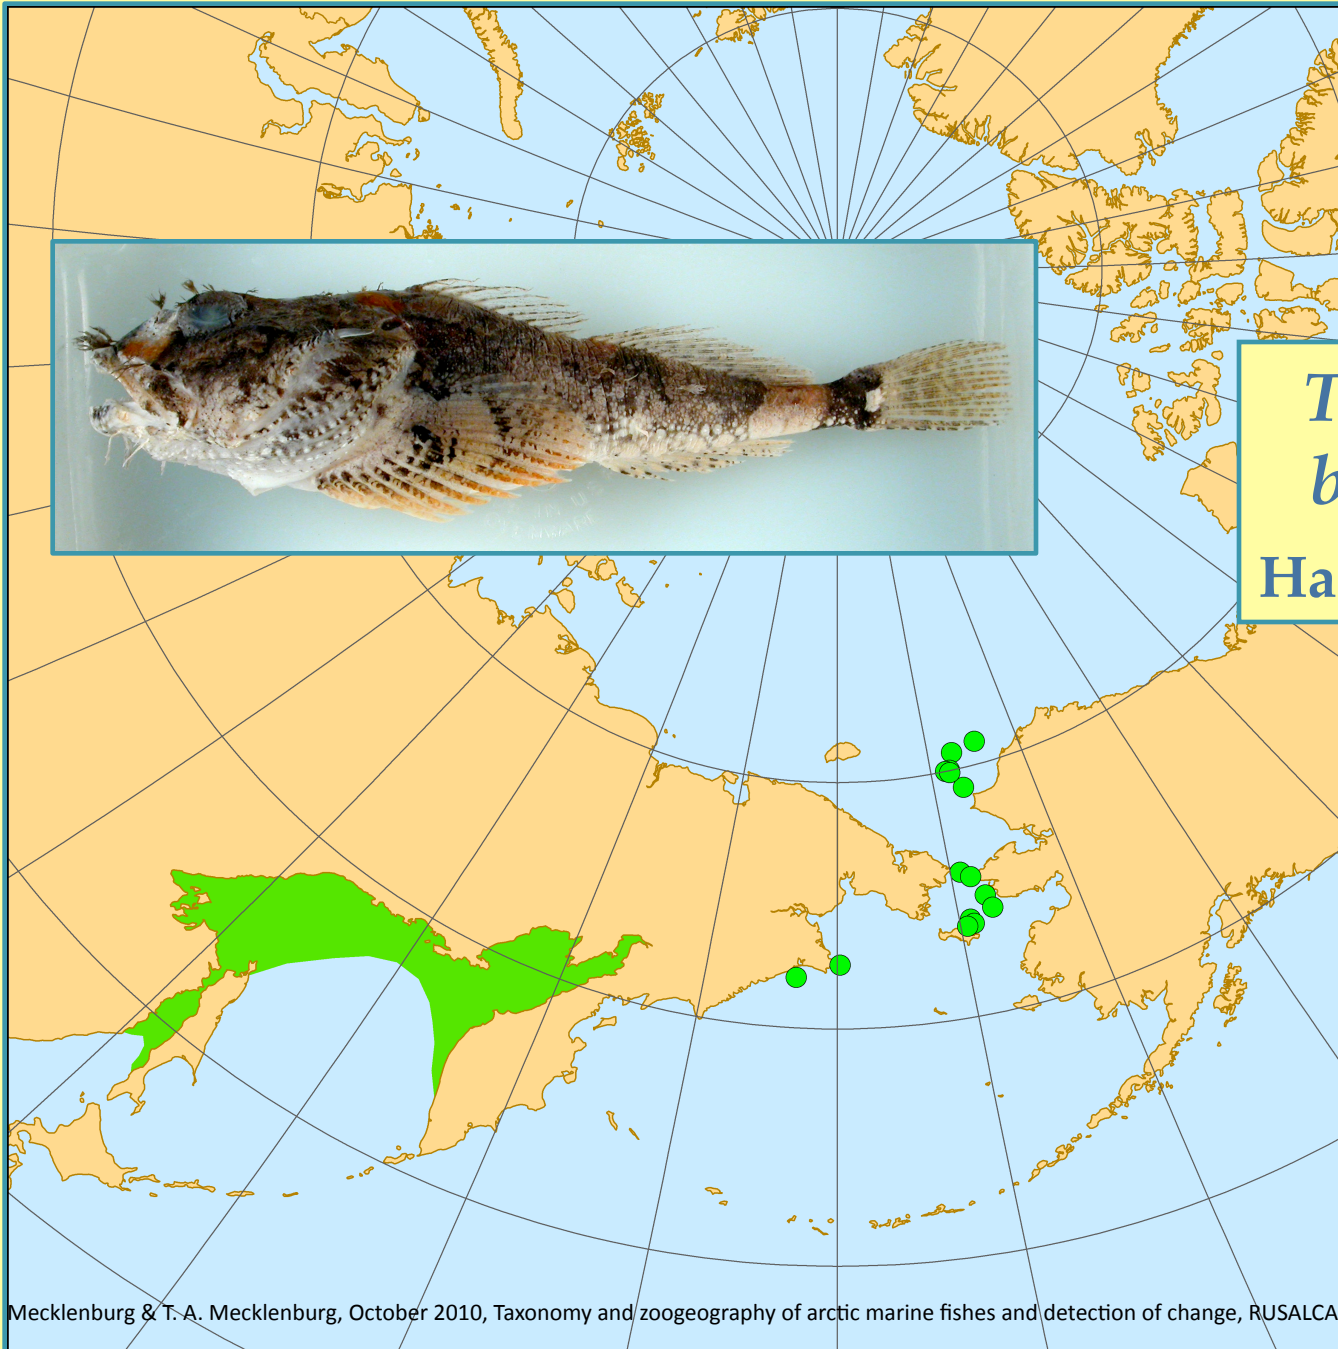 T
b
Ha
Mecklenburg & T. A. Mecklenburg, October 2010, Taxonomy and zoogeography of arctic marine fishes and detection of change, RUSALCA